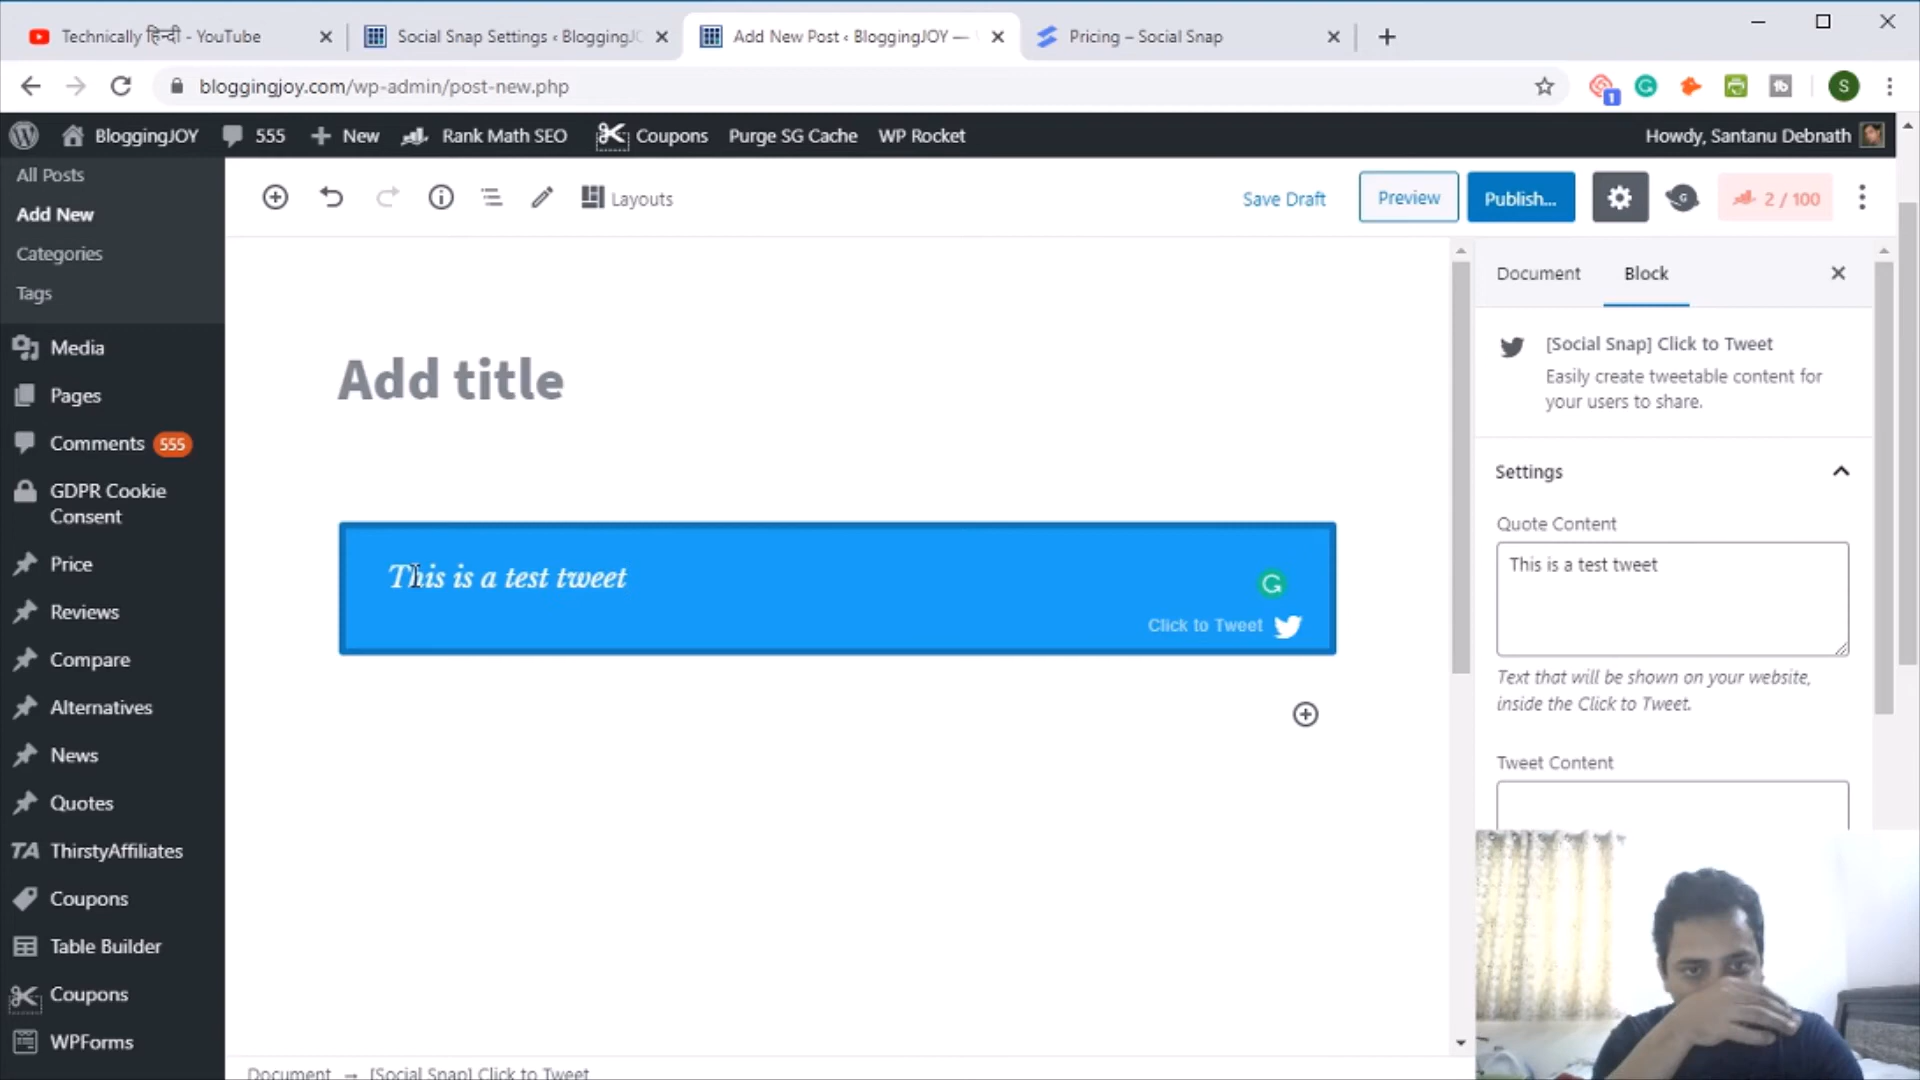 Technically हिन्दी - YouTube
Social Snap Settings ‹ BloggingJO
Add New Post ‹ BloggingJOY —
Pricing – Social Snap
bloggingjoy.com/wp-admin/post-new.php
1
S
BloggingJOY
555
New
Rank Math SEO
Coupons
Purge SG Cache
WP Rocket
Howdy, Santanu Debnath
All Posts
Add New
Categories
Tags
Media
Pages
Comments 555
GDPR Cookie
Consent
Price
Reviews
Compare
Alternatives
News
Quotes
TA ThirstyAffiliates
Coupons
Table Builder
Coupons
WPForms
Layouts
Save Draft
Preview
Publish...
G
2 / 100
Add title
This is a test tweet
G
Click to Tweet
Document → [Social Snap] Click to Tweet
Document
Block
[Social Snap] Click to Tweet
Easily create tweetable content for
your users to share.
Settings
Quote Content
This is a test tweet
Text that will be shown on your website,
inside the Click to Tweet.
Tweet Content